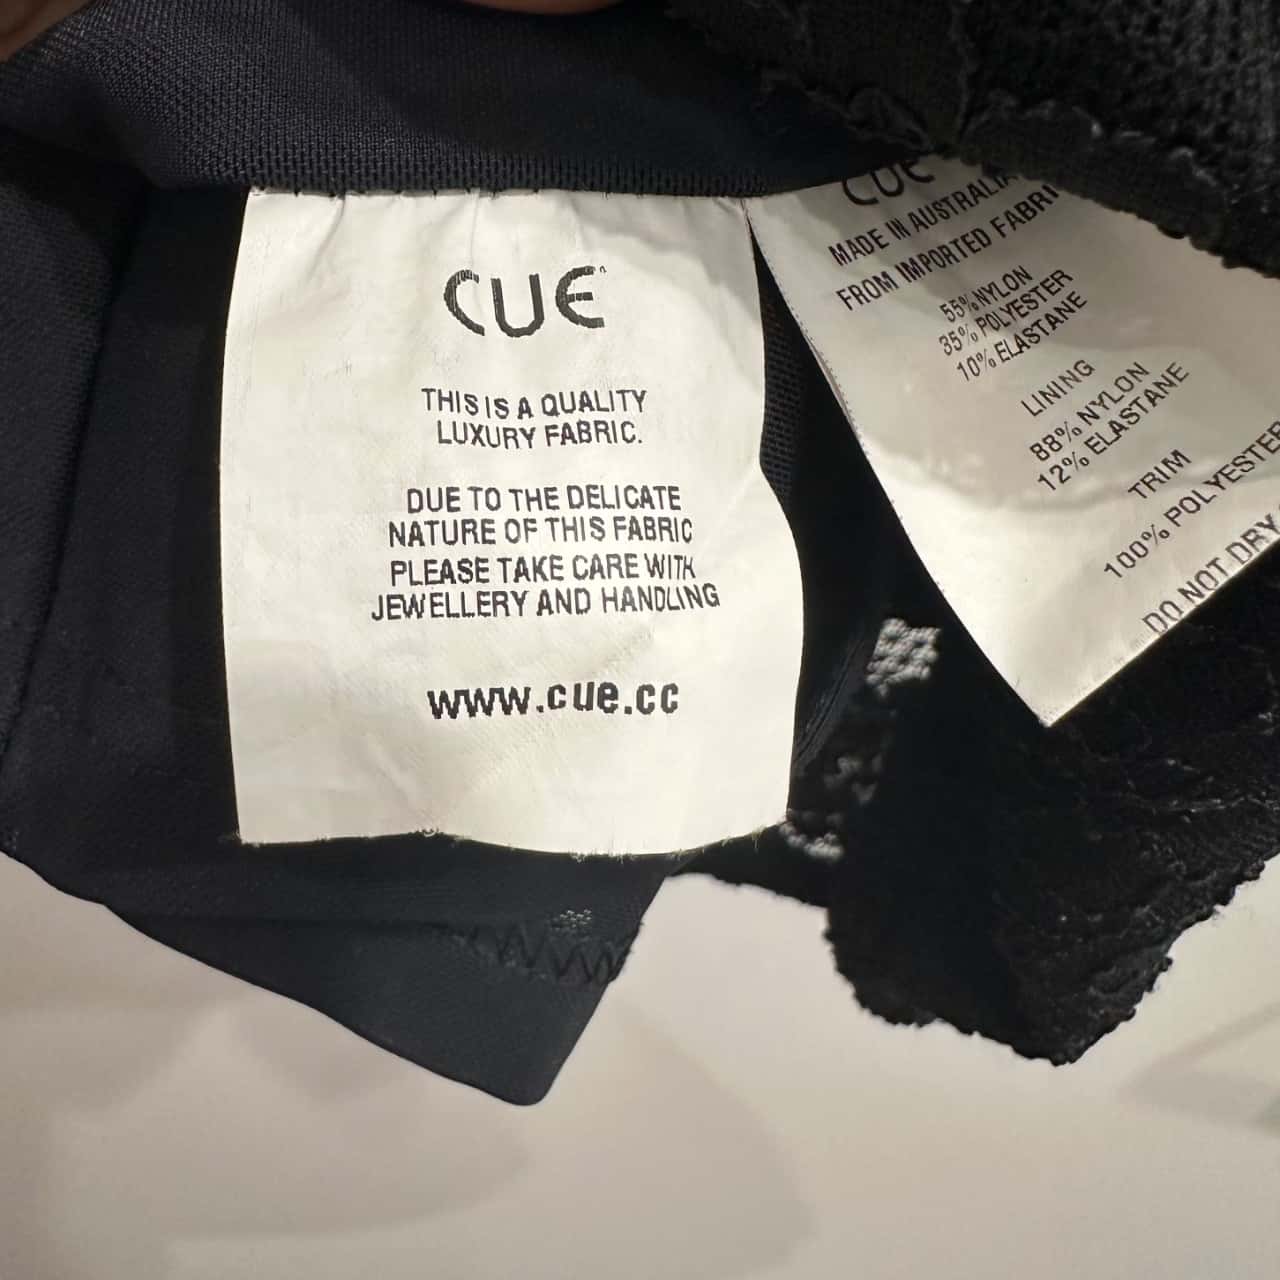 CUE
THIS IS A QUALITY
LUXURY FABRIC.
DUE TO THE DELICATE
NATURE OF THIS FABRIC
PLEASE TAKE CARE WITH
JEWELLERY AND HANDLING
www.cue.cc
CUE
MADE IN AUSTRALIA
FROM IMPORTED FABRI
55% NYLON
35% POLYESTER
10% ELASTANE
LINING
88% NYLON
12% ELASTANE
TRIM
100% POLYESTER
DO NOT DRY